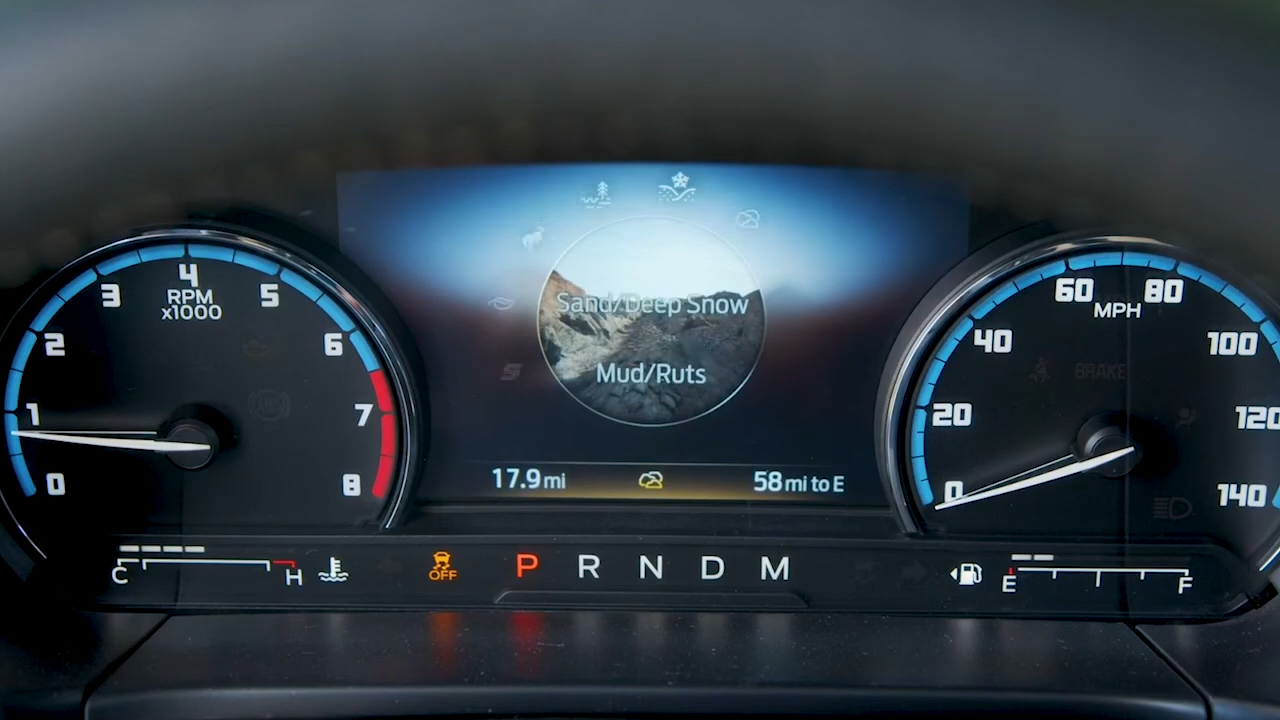 0
1
2
3
4
5
6
7
8
RPM
x1000
Sand/Deep Snow
Mud/Ruts
17.9 mi
58 mi to E
0
20
40
60
80
100
120
140
MPH
BRAKE
C
H
OFF
P R N D M
E
F